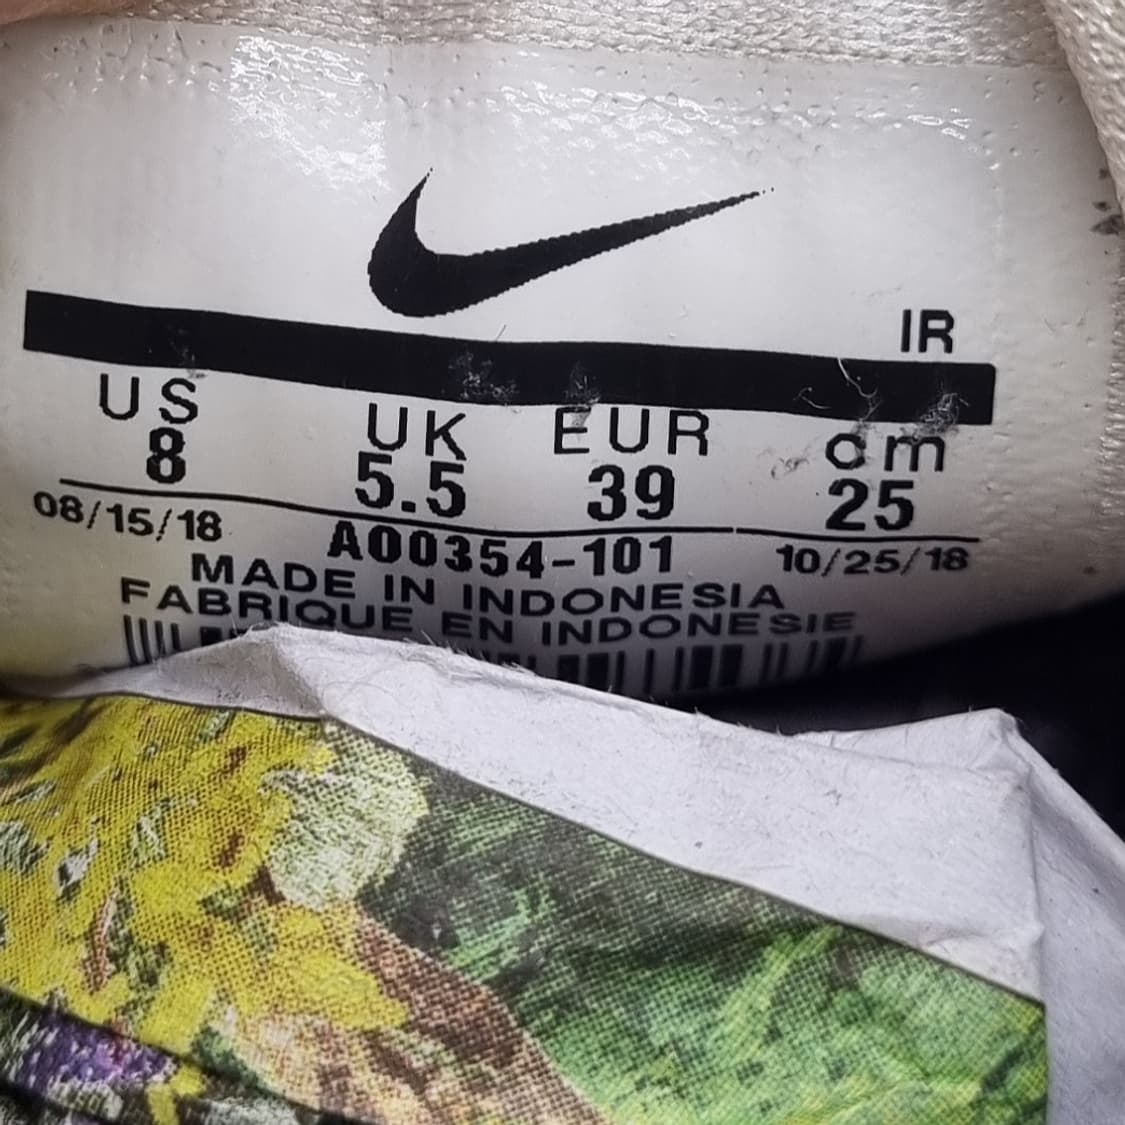 IR
US UK EUR cm
8 5.5 39 25
08/15/18 AO0354-101 10/25/18
MADE IN INDONESIA
FABRIQUE EN INDONESIE